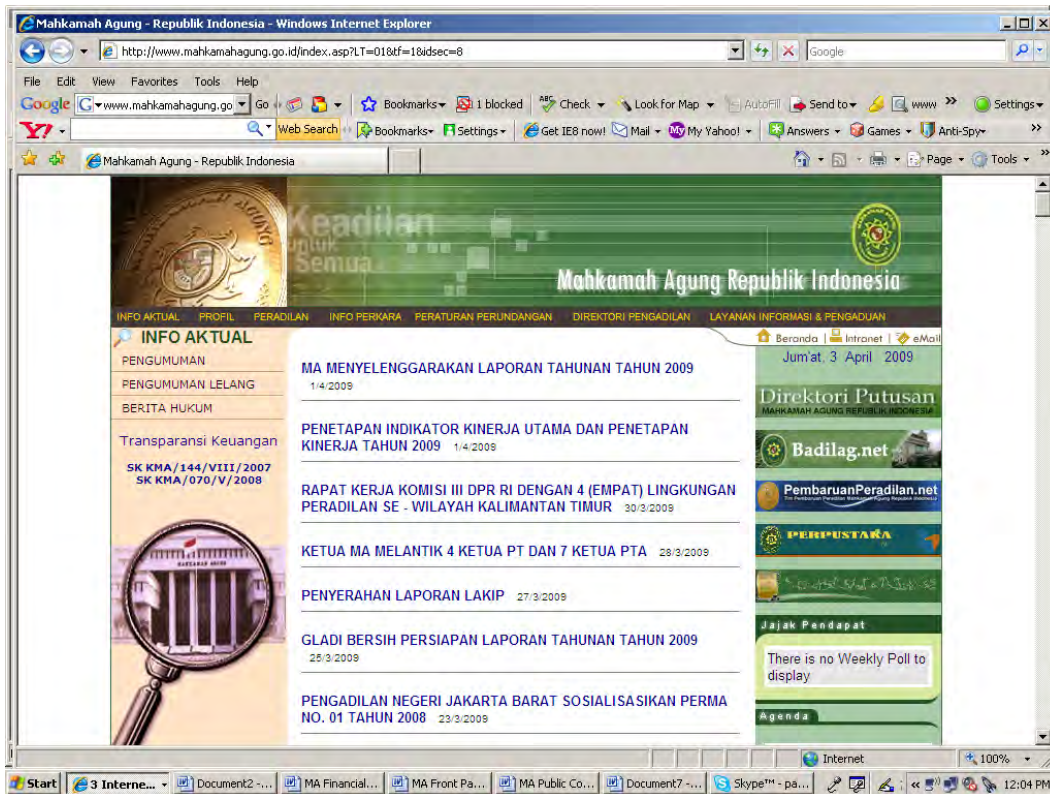 Mahkamah Agung - Republik Indonesia - Windows Internet Explorer
http://www.mahkamahagung.go.id/index.asp?LT=01&tf=1&idsec=8
Google
File Edit View Favorites Tools Help
Google G www.mahkamahagung.go Go Bookmarks 1 blocked ABC Check Look for Map AutoFill Send to www » Settings
Y! Web Search Bookmarks Settings Get IE8 now! Mail My Yahoo! Answers Games Anti-Spy »
Mahkamah Agung - Republik Indonesia Page Tools »
Keadilan
untuk
Semua
Mahkamah Agung Republik Indonesia
INFO AKTUAL PROFIL PERADILAN INFO PERKARA PERATURAN PERUNDANGAN DIREKTORI PENGADILAN LAYANAN INFORMASI & PENGADUAN
INFO AKTUAL
PENGUMUMAN
PENGUMUMAN LELANG
BERITA HUKUM
Transparansi Keuangan
SK KMA/144/VIII/2007
SK KMA/070/V/2008
MAHKAMAH AGUNG
MA MENYELENGGARAKAN LAPORAN TAHUNAN TAHUN 2009
1/4/2009
PENETAPAN INDIKATOR KINERJA UTAMA DAN PENETAPAN
KINERJA TAHUN 2009 1/4/2009
RAPAT KERJA KOMISI III DPR RI DENGAN 4 (EMPAT) LINGKUNGAN
PERADILAN SE - WILAYAH KALIMANTAN TIMUR 30/3/2009
KETUA MA MELANTIK 4 KETUA PT DAN 7 KETUA PTA 28/3/2009
PENYERAHAN LAPORAN LAKIP 27/3/2009
GLADI BERSIH PERSIAPAN LAPORAN TAHUNAN TAHUN 2009
25/3/2009
PENGADILAN NEGERI JAKARTA BARAT SOSIALISASIKAN PERMA
NO. 01 TAHUN 2008 23/3/2009
Beranda | Intranet | eMail
Jum'at, 3 April 2009
Direktori Putusan
MAHKAMAH AGUNG REPUBLIK INDONESIA
Badilag.net
PembaruanPeradilan.net
Tim Pembaruan Peradilan Mahkamah Agung Republik Indonesia
PERPUSTAKA
Jajak Pendapat
There is no Weekly Poll to
display
Agenda
Internet 100%
Start 3 Interne... Document2 -... MA Financial... MA Front Pa... MA Public Co... Document7 -... Skype™ - pa... « 12:04 PM